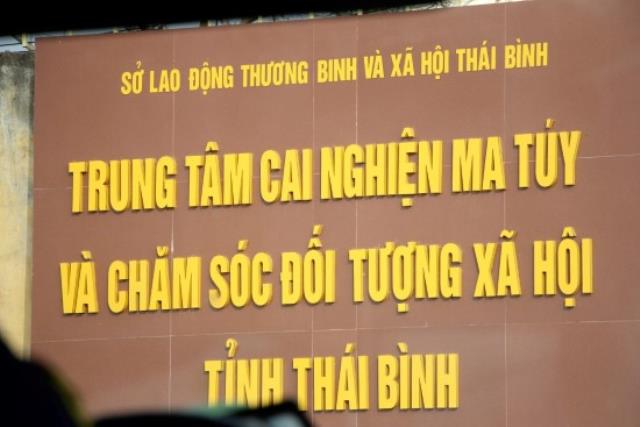 SỞ LAO ĐỘNG THƯƠNG BINH VÀ XÃ HỘI THÁI BÌNH
TRUNG TÂM CAI NGHIỆN MA TÚY
VÀ CHĂM SÓC ĐỐI TƯỢNG XÃ HỘI
TỈNH THÁI BÌNH